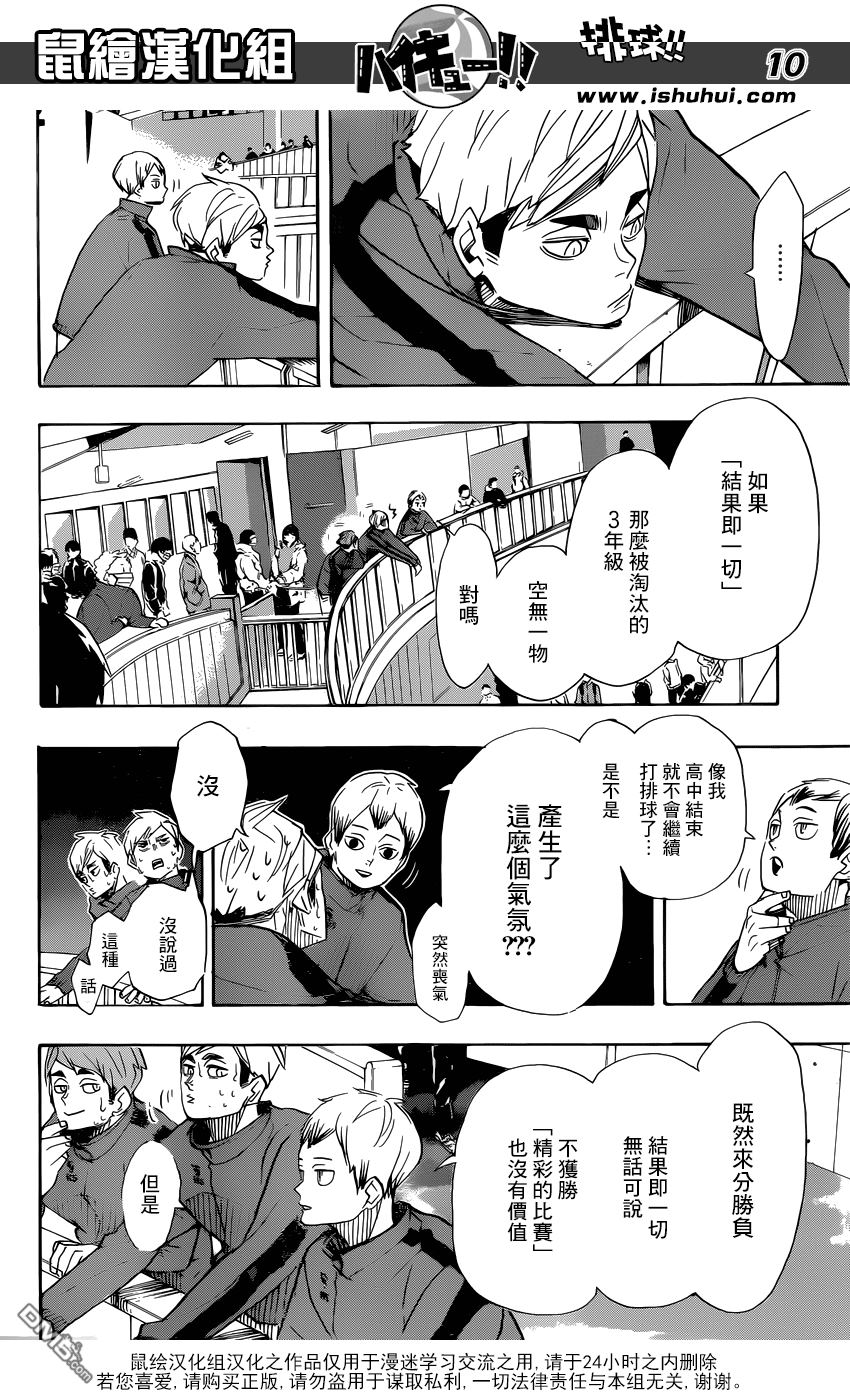 鼠繪漢化組
ハイキュー!!
排球!!
10
www.ishuhui.com
……
如果
「結果即一切」
那麼被淘汰的
3年級
空無一物
對嗎
像我
高中結束
就不會繼續
打排球了…
是不是
產生了
這麼個氣氛
???
突然喪氣
沒
沒說過
這種
話
既然來分勝負
結果即一切
無話可說
不獲勝
「精彩的比賽」
也沒有價值
但是
鼠绘汉化组汉化之作品仅用于漫迷学习交流之用, 请于24小时之内删除
若您喜爱, 请购买正版, 请勿盗用于谋取私利, 一切法律责任与本组无关, 谢谢。